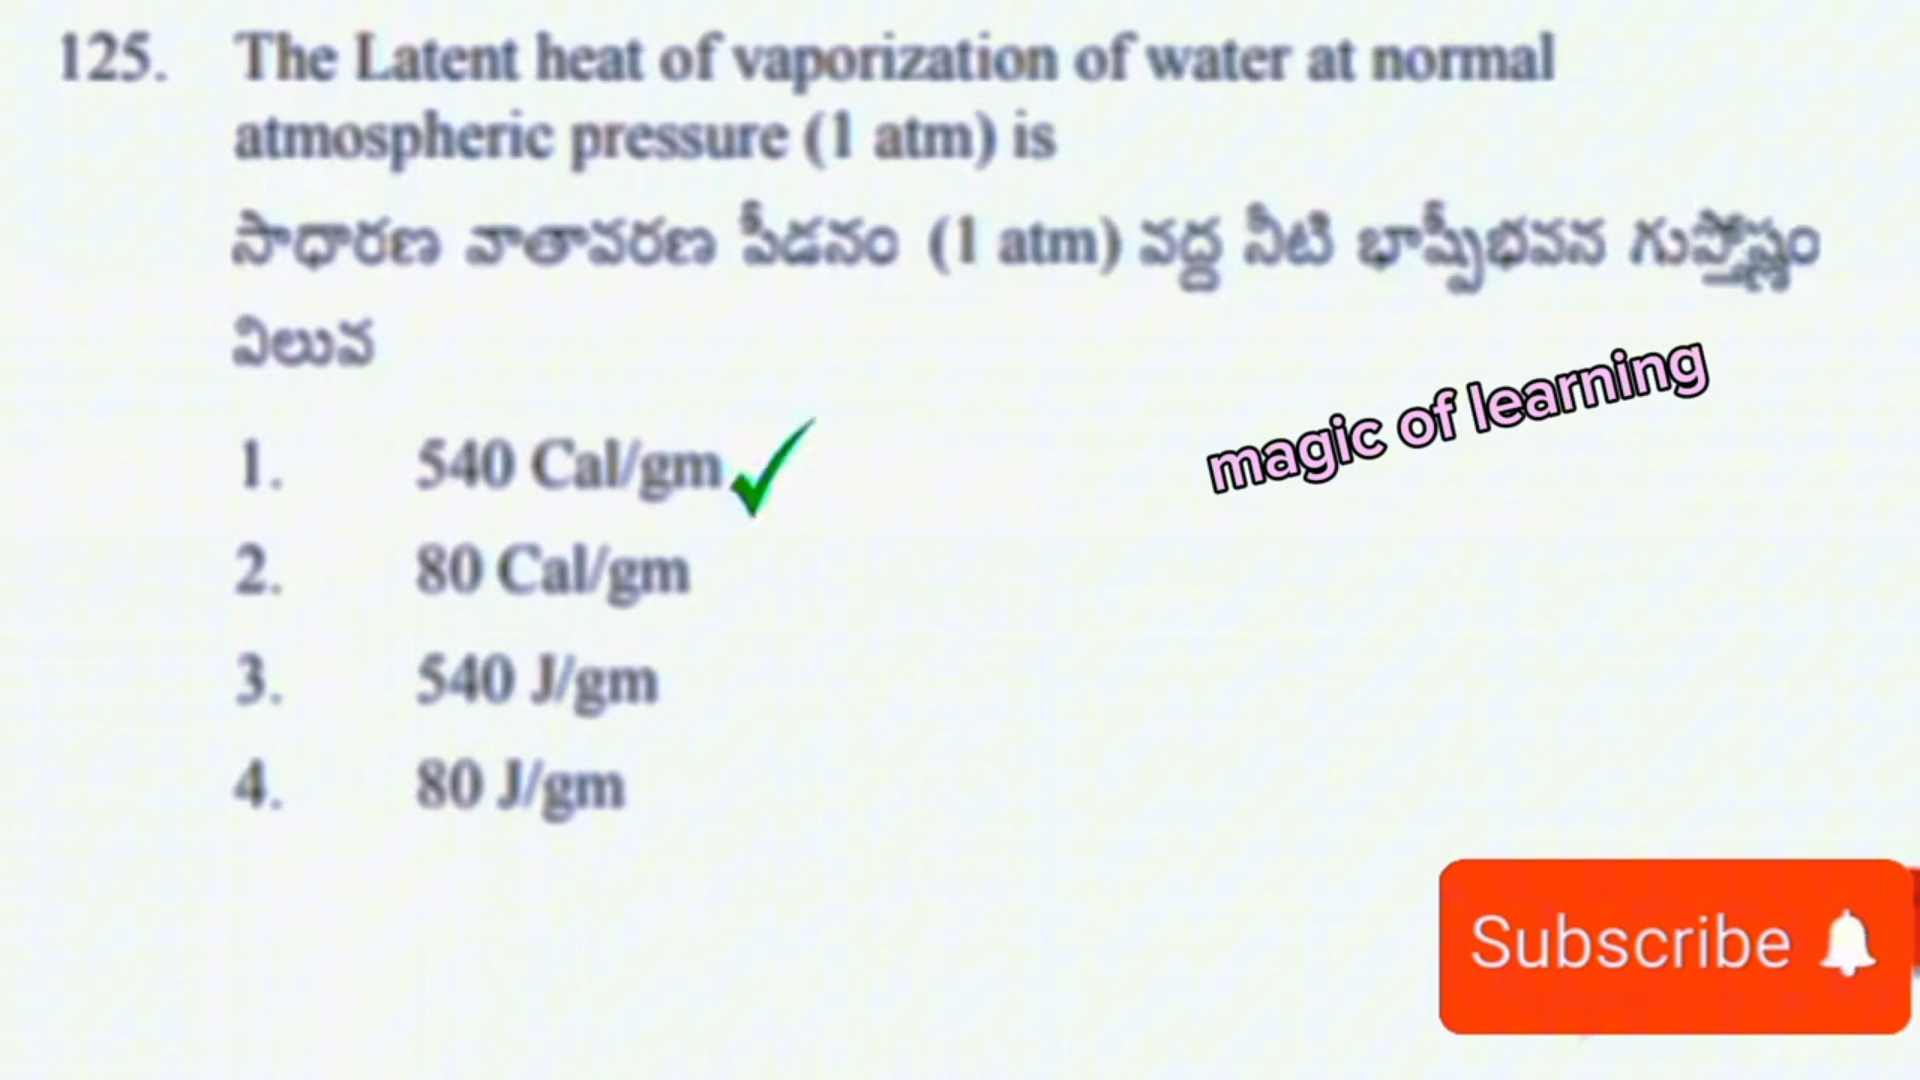 125. The Latent heat of vaporization of water at normal
atmospheric pressure (1 atm) is
సాధారణ వాతావరణ పీడనం (1 atm) వద్ద నీటి భాష్పీభవన గుప్తోష్ణం
విలువ
magic of learning
1. 540 Cal/gm
2. 80 Cal/gm
3. 540 J/gm
4. 80 J/gm
Subscribe